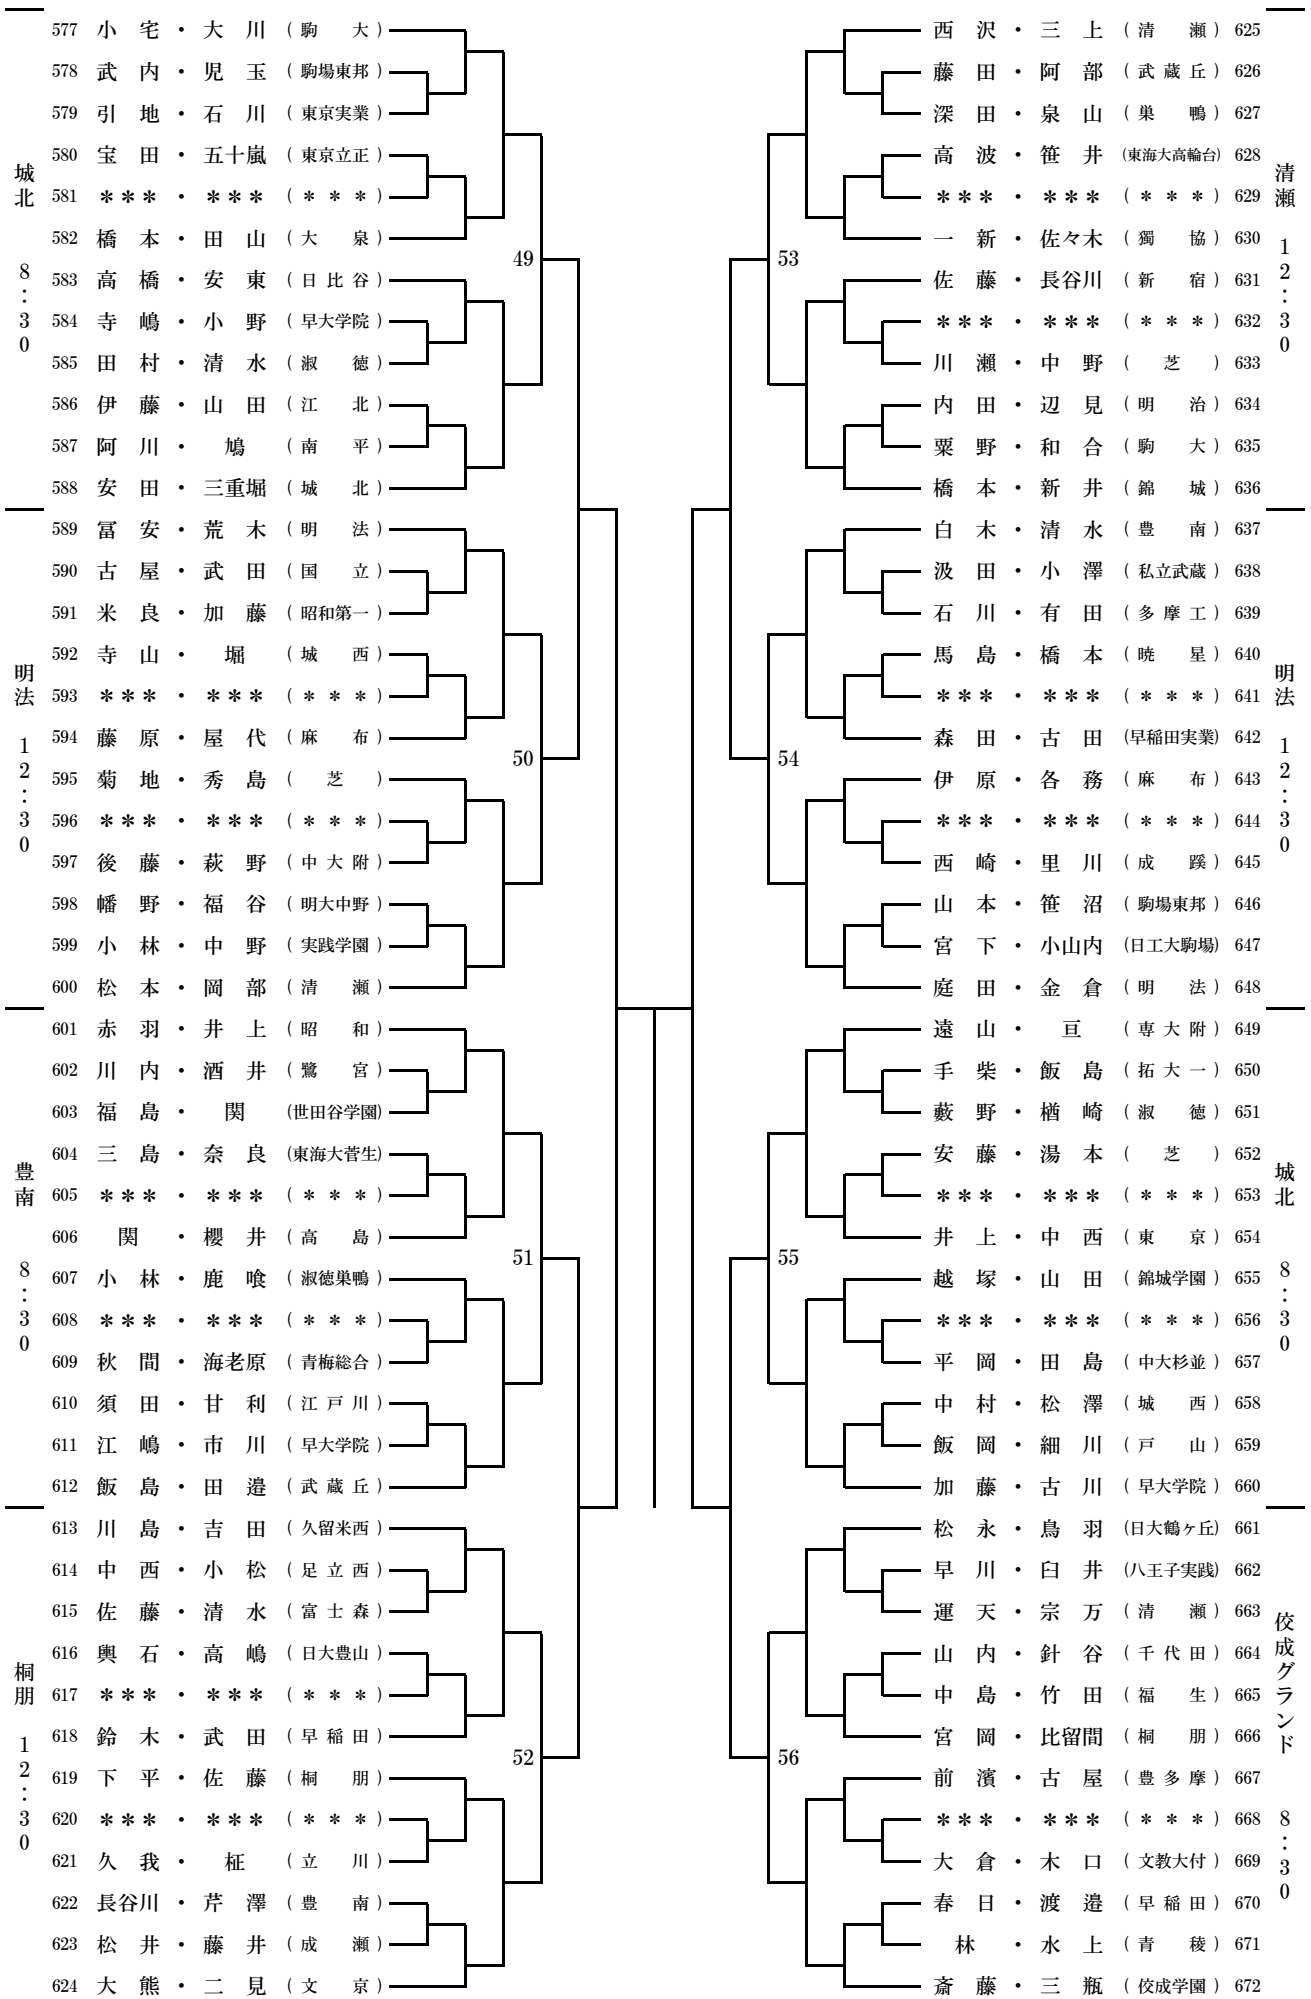 城北 8:30
577 小宅・大川 (駒大)
578 武内・児玉 (駒場東邦)
579 引地・石川 (東京実業)
580 宝田・五十嵐 (東京立正)
581 ***・*** (***)
582 橋本・田山 (大泉)
583 高橋・安東 (日比谷)
584 寺嶋・小野 (早大学院)
585 田村・清水 (淑徳)
586 伊藤・山田 (江北)
587 阿川・鳩 (南平)
588 安田・三重堀 (城北)
49
明法 12:30
589 冨安・荒木 (明法)
590 古屋・武田 (国立)
591 米良・加藤 (昭和第一)
592 寺山・堀 (城西)
593 ***・*** (***)
594 藤原・屋代 (麻布)
595 菊地・秀島 (芝)
596 ***・*** (***)
597 後藤・萩野 (中大附)
598 幡野・福谷 (明大中野)
599 小林・中野 (実践学園)
600 松本・岡部 (清瀬)
50
豊南 8:30
601 赤羽・井上 (昭和)
602 川内・酒井 (鷺宮)
603 福島・関 (世田谷学園)
604 三島・奈良 (東海大菅生)
605 ***・*** (***)
606 関・櫻井 (高島)
607 小林・鹿喰 (淑徳巣鴨)
608 ***・*** (***)
609 秋間・海老原 (青梅総合)
610 須田・甘利 (江戸川)
611 江嶋・市川 (早大学院)
612 飯島・田邉 (武蔵丘)
51
桐朋 12:30
613 川島・吉田 (久留米西)
614 中西・小松 (足立西)
615 佐藤・清水 (富士森)
616 輿石・高嶋 (日大豊山)
617 ***・*** (***)
618 鈴木・武田 (早稲田)
619 下平・佐藤 (桐朋)
620 ***・*** (***)
621 久我・柾 (立川)
622 長谷川・芹澤 (豊南)
623 松井・藤井 (成瀬)
624 大熊・二見 (文京)
52
清瀬 12:30
西沢・三上 (清瀬) 625
藤田・阿部 (武蔵丘) 626
深田・泉山 (巣鴨) 627
高波・笹井 (東海大高輪台) 628
***・*** (***) 629
一新・佐々木 (獨協) 630
佐藤・長谷川 (新宿) 631
***・*** (***) 632
川瀬・中野 (芝) 633
内田・辺見 (明治) 634
粟野・和合 (駒大) 635
橋本・新井 (錦城) 636
53
明法 12:30
白木・清水 (豊南) 637
汲田・小澤 (私立武蔵) 638
石川・有田 (多摩工) 639
馬島・橋本 (暁星) 640
***・*** (***) 641
森田・古田 (早稲田実業) 642
伊原・各務 (麻布) 643
***・*** (***) 644
西崎・里川 (成蹊) 645
山本・笹沼 (駒場東邦) 646
宮下・小山内 (日工大駒場) 647
庭田・金倉 (明法) 648
54
城北 8:30
遠山・亘 (専大附) 649
手柴・飯島 (拓大一) 650
藪野・楢崎 (淑徳) 651
安藤・湯本 (芝) 652
***・*** (***) 653
井上・中西 (東京) 654
越塚・山田 (錦城学園) 655
***・*** (***) 656
平岡・田島 (中大杉並) 657
中村・松澤 (城西) 658
飯岡・細川 (戸山) 659
加藤・古川 (早大学院) 660
55
佼成グランド 8:30
松永・鳥羽 (日大鶴ヶ丘) 661
早川・臼井 (八王子実践) 662
運天・宗万 (清瀬) 663
山内・針谷 (千代田) 664
中島・竹田 (福生) 665
宮岡・比留間 (桐朋) 666
前濱・古屋 (豊多摩) 667
***・*** (***) 668
大倉・木口 (文教大付) 669
春日・渡邉 (早稲田) 670
林・水上 (青稜) 671
斎藤・三瓶 (佼成学園) 672
56